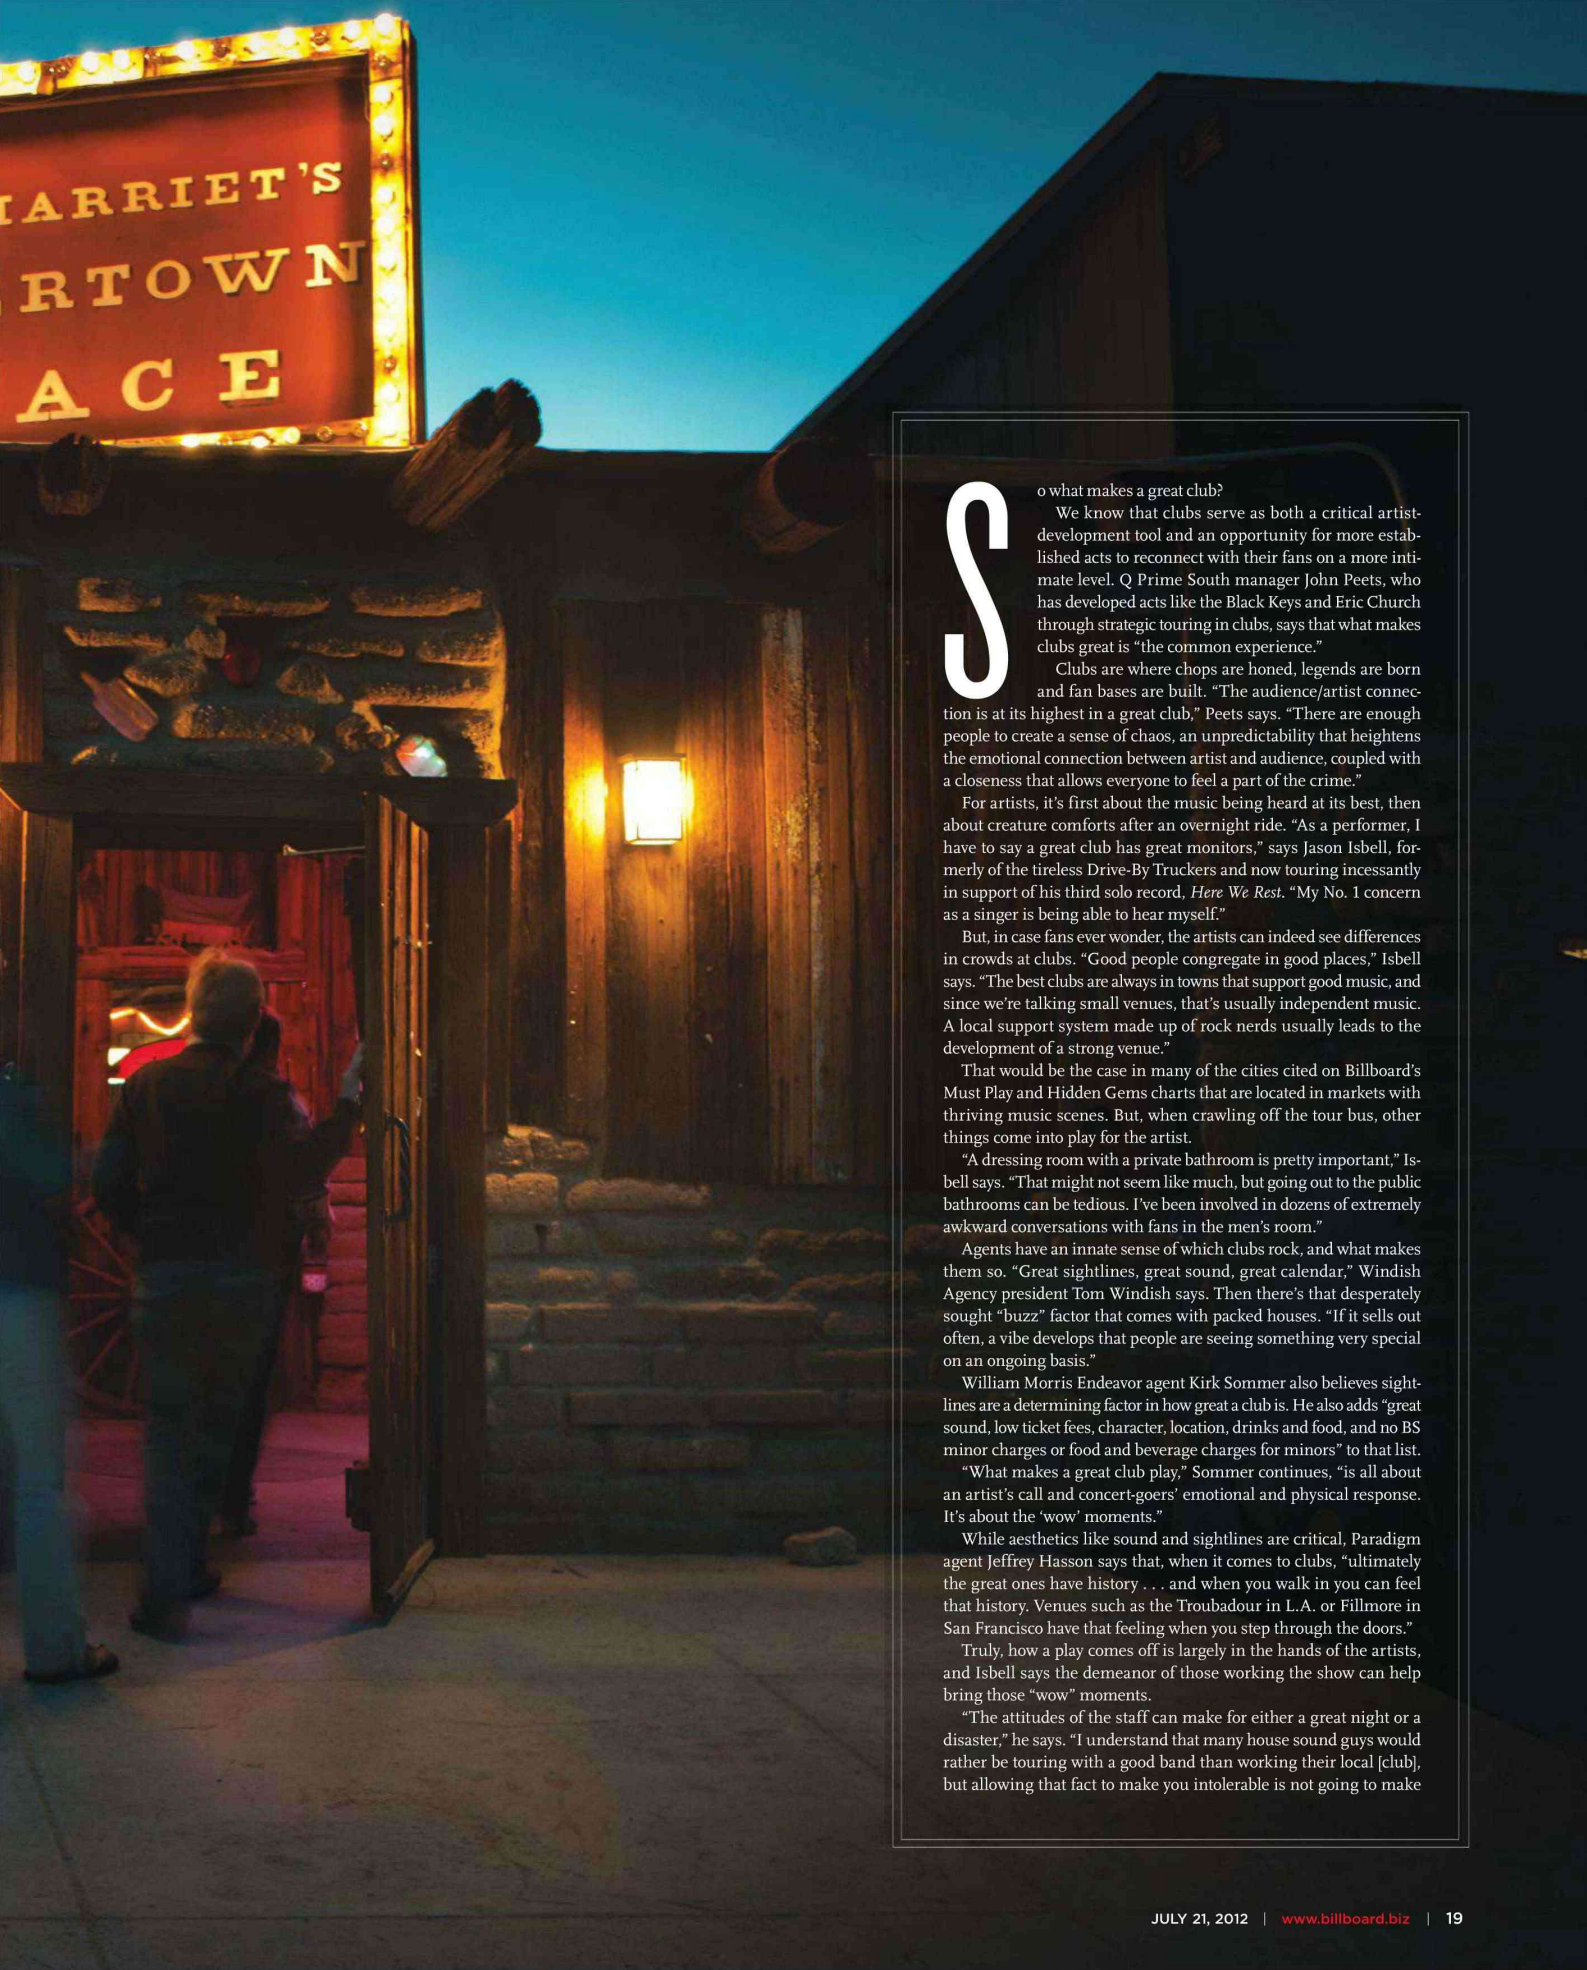 HARRIET'S
RTOWN
ACE
So what makes a great club?
We know that clubs serve as both a critical artist-
development tool and an opportunity for more estab-
lished acts to reconnect with their fans on a more inti-
mate level. Q Prime South manager John Peets, who
has developed acts like the Black Keys and Eric Church
through strategic touring in clubs, says that what makes
clubs great is “the common experience.”
Clubs are where chops are honed, legends are born
and fan bases are built. “The audience/artist connec-
tion is at its highest in a great club,” Peets says. “There are enough
people to create a sense of chaos, an unpredictability that heightens
the emotional connection between artist and audience, coupled with
a closeness that allows everyone to feel a part of the crime.”
For artists, it’s first about the music being heard at its best, then
about creature comforts after an overnight ride. “As a performer, I
have to say a great club has great monitors,” says Jason Isbell, for-
merly of the tireless Drive-By Truckers and now touring incessantly
in support of his third solo record, Here We Rest. “My No. 1 concern
as a singer is being able to hear myself.”
But, in case fans ever wonder, the artists can indeed see differences
in crowds at clubs. “Good people congregate in good places,” Isbell
says. “The best clubs are always in towns that support good music, and
since we’re talking small venues, that’s usually independent music.
A local support system made up of rock nerds usually leads to the
development of a strong venue.”
That would be the case in many of the cities cited on Billboard’s
Must Play and Hidden Gems charts that are located in markets with
thriving music scenes. But, when crawling off the tour bus, other
things come into play for the artist.
“A dressing room with a private bathroom is pretty important,” Is-
bell says. “That might not seem like much, but going out to the public
bathrooms can be tedious. I’ve been involved in dozens of extremely
awkward conversations with fans in the men’s room.”
Agents have an innate sense of which clubs rock, and what makes
them so. “Great sightlines, great sound, great calendar,” Windish
Agency president Tom Windish says. Then there’s that desperately
sought “buzz” factor that comes with packed houses. “If it sells out
often, a vibe develops that people are seeing something very special
on an ongoing basis.”
William Morris Endeavor agent Kirk Sommer also believes sight-
lines are a determining factor in how great a club is. He also adds “great
sound, low ticket fees, character, location, drinks and food, and no BS
minor charges or food and beverage charges for minors” to that list.
“What makes a great club play,” Sommer continues, “is all about
an artist’s call and concert-goers’ emotional and physical response.
It’s about the ‘wow’ moments.”
While aesthetics like sound and sightlines are critical, Paradigm
agent Jeffrey Hasson says that, when it comes to clubs, “ultimately
the great ones have history . . . and when you walk in you can feel
that history. Venues such as the Troubadour in L.A. or Fillmore in
San Francisco have that feeling when you step through the doors.”
Truly, how a play comes off is largely in the hands of the artists,
and Isbell says the demeanor of those working the show can help
bring those “wow” moments.
“The attitudes of the staff can make for either a great night or a
disaster,” he says. “I understand that many house sound guys would
rather be touring with a good band than working their local [club],
but allowing that fact to make you intolerable is not going to make
JULY 21, 2012 | www.billboard.biz | 19